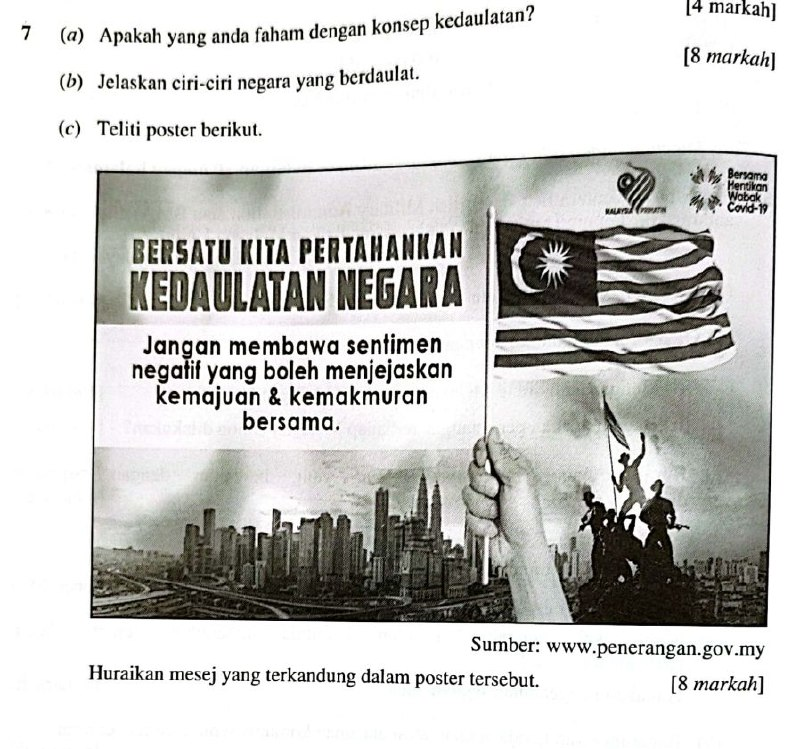 [4 markah]
7 (a) Apakah yang anda faham dengan konsep kedaulatan?
[8 markah]
(b) Jelaskan ciri-ciri negara yang berdaulat.
(c) Teliti poster berikut.
MALAYSIA PRIHATIN
Bersama
Hentikan
Wabak
Covid-19
BERSATU KITA PERTAHANKAN
KEDAULATAN NEGARA
Jangan membawa sentimen
negatif yang boleh menjejaskan
kemajuan & kemakmuran
bersama.
Sumber: www.penerangan.gov.my
Huraikan mesej yang terkandung dalam poster tersebut. [8 markah]